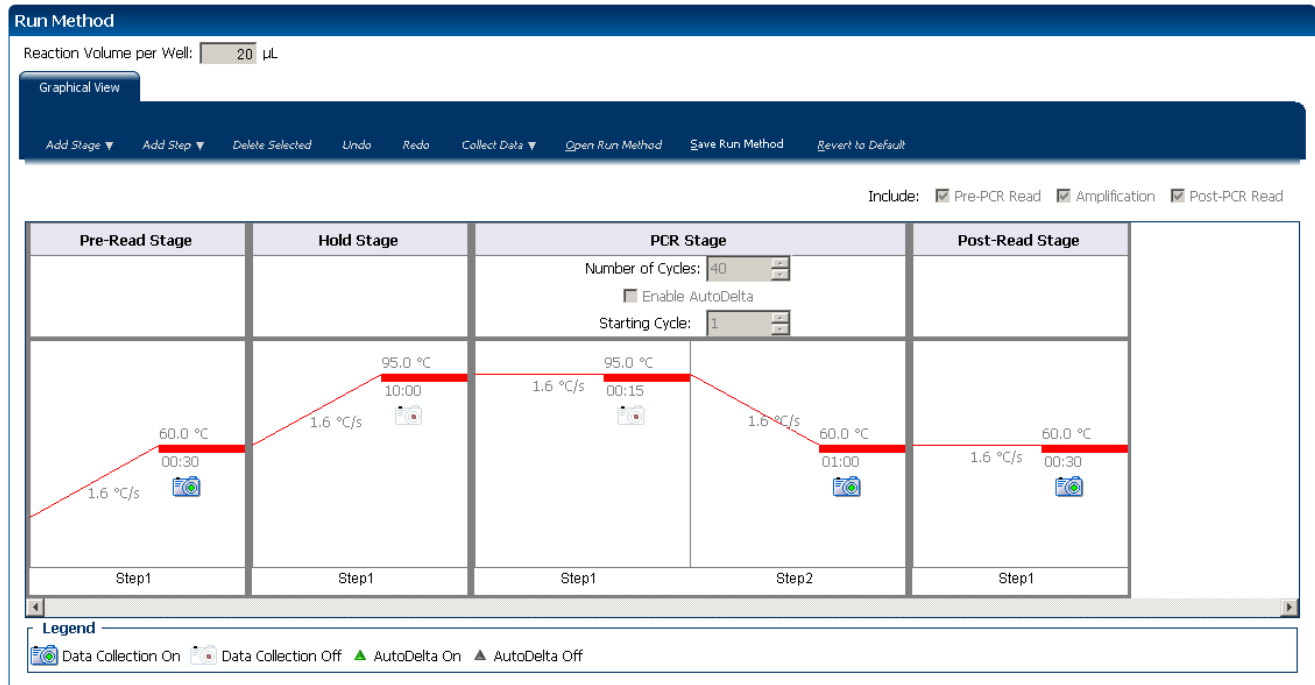 Run Method
Reaction Volume per Well: 20 µL
Graphical View
Add Stage ▼ Add Step ▼ Delete Selected Undo Redo Collect Data ▼ Open Run Method Save Run Method Revert to Default
Include: Pre-PCR Read Amplification Post-PCR Read
Pre-Read Stage Hold Stage PCR Stage Post-Read Stage
Number of Cycles: 40
Enable AutoDelta
Starting Cycle: 1
95.0 °C 95.0 °C
1.6 °C/s
10:00 00:15
1.6 °C/s 1.6 °C/s
60.0 °C 60.0 °C 60.0 °C
1.6 °C/s
00:30 01:00 00:30
1.6 °C/s
Step1 Step1 Step1 Step2 Step1
Legend
Data Collection On Data Collection Off AutoDelta On AutoDelta Off